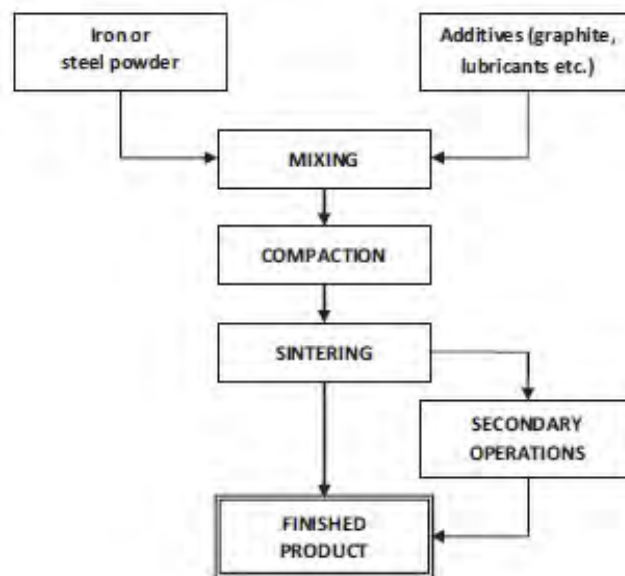 Iron or
steel powder
Additives (graphite,
lubricants etc.)
MIXING
COMPACTION
SINTERING
SECONDARY
OPERATIONS
FINISHED
PRODUCT